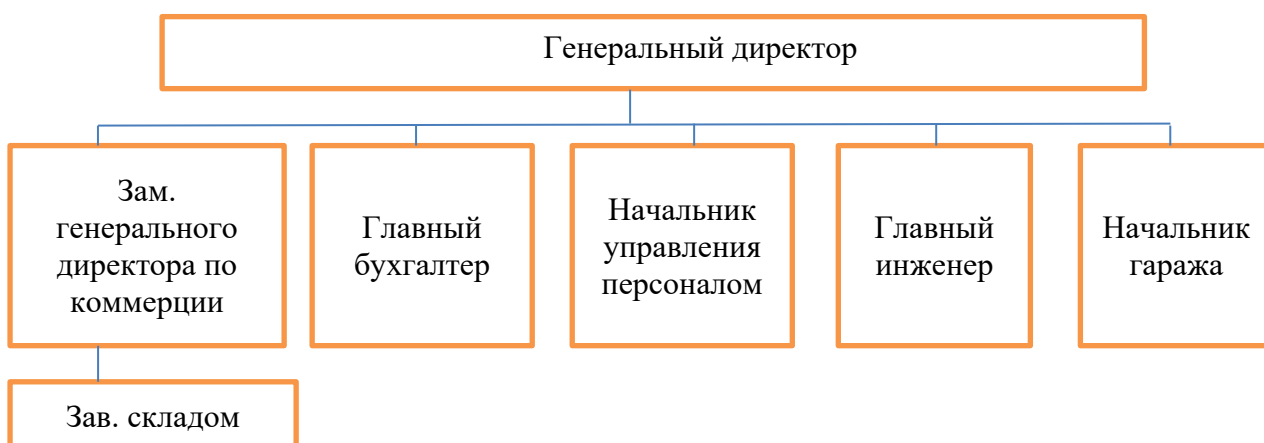 Генеральный директор
Зам.
генерального
директора по
коммерции
Главный
бухгалтер
Начальник
управления
персоналом
Главный
инженер
Начальник
гаража
Зав. складом